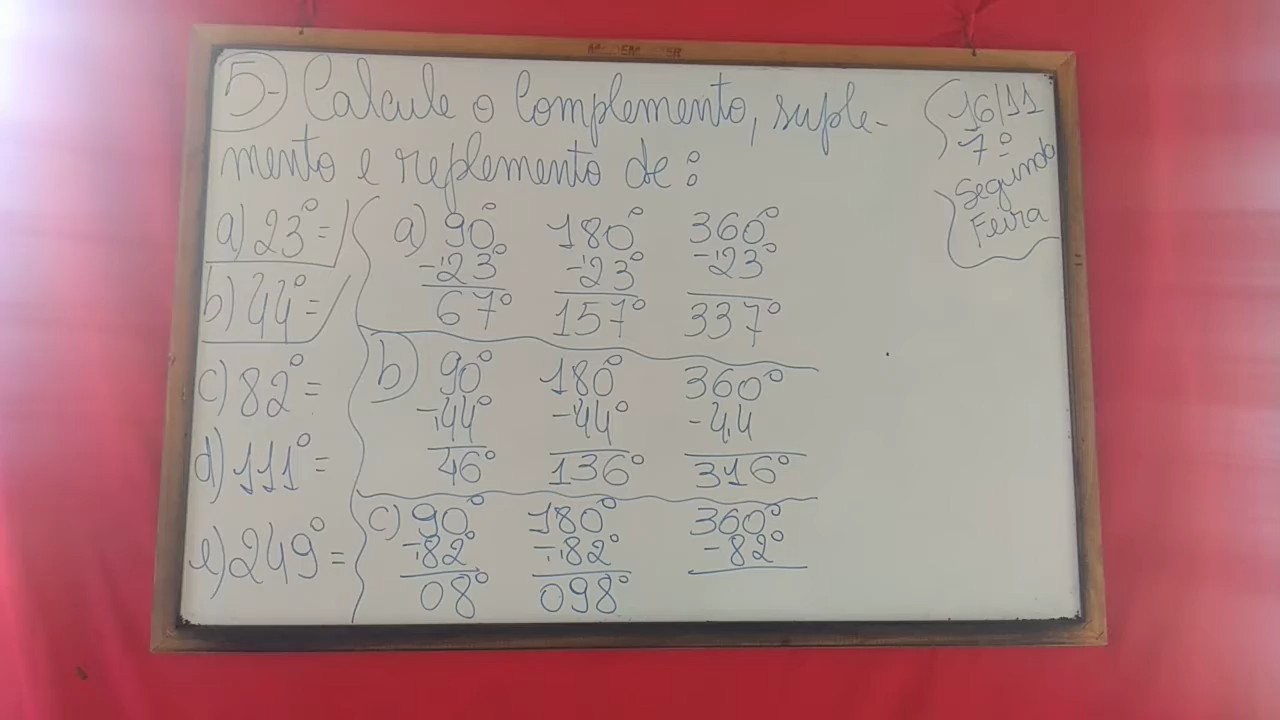 5- Calcule o Complemento, suple-
mento e replemento de:
16/11
7º
Segunda
Feira
a) 23° =
b) 44° =
c) 82° =
d) 111° =
e) 249° =
a) 90° 180° 360°
-23° -23° -23°
67° 157° 337°
b) 90° 180° 360°
-44° -44° -44
46° 136° 316°
c) 90° 180° 360°
-82° -82° -82°
08° 098°